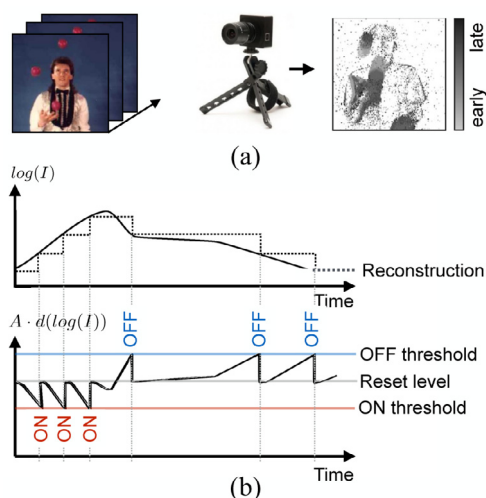 late
early
(a)
log(I)
Reconstruction
Time
A · d(log(I))
OFF
OFF
OFF
OFF threshold
Reset level
ON threshold
ON
ON
ON
Time
(b)